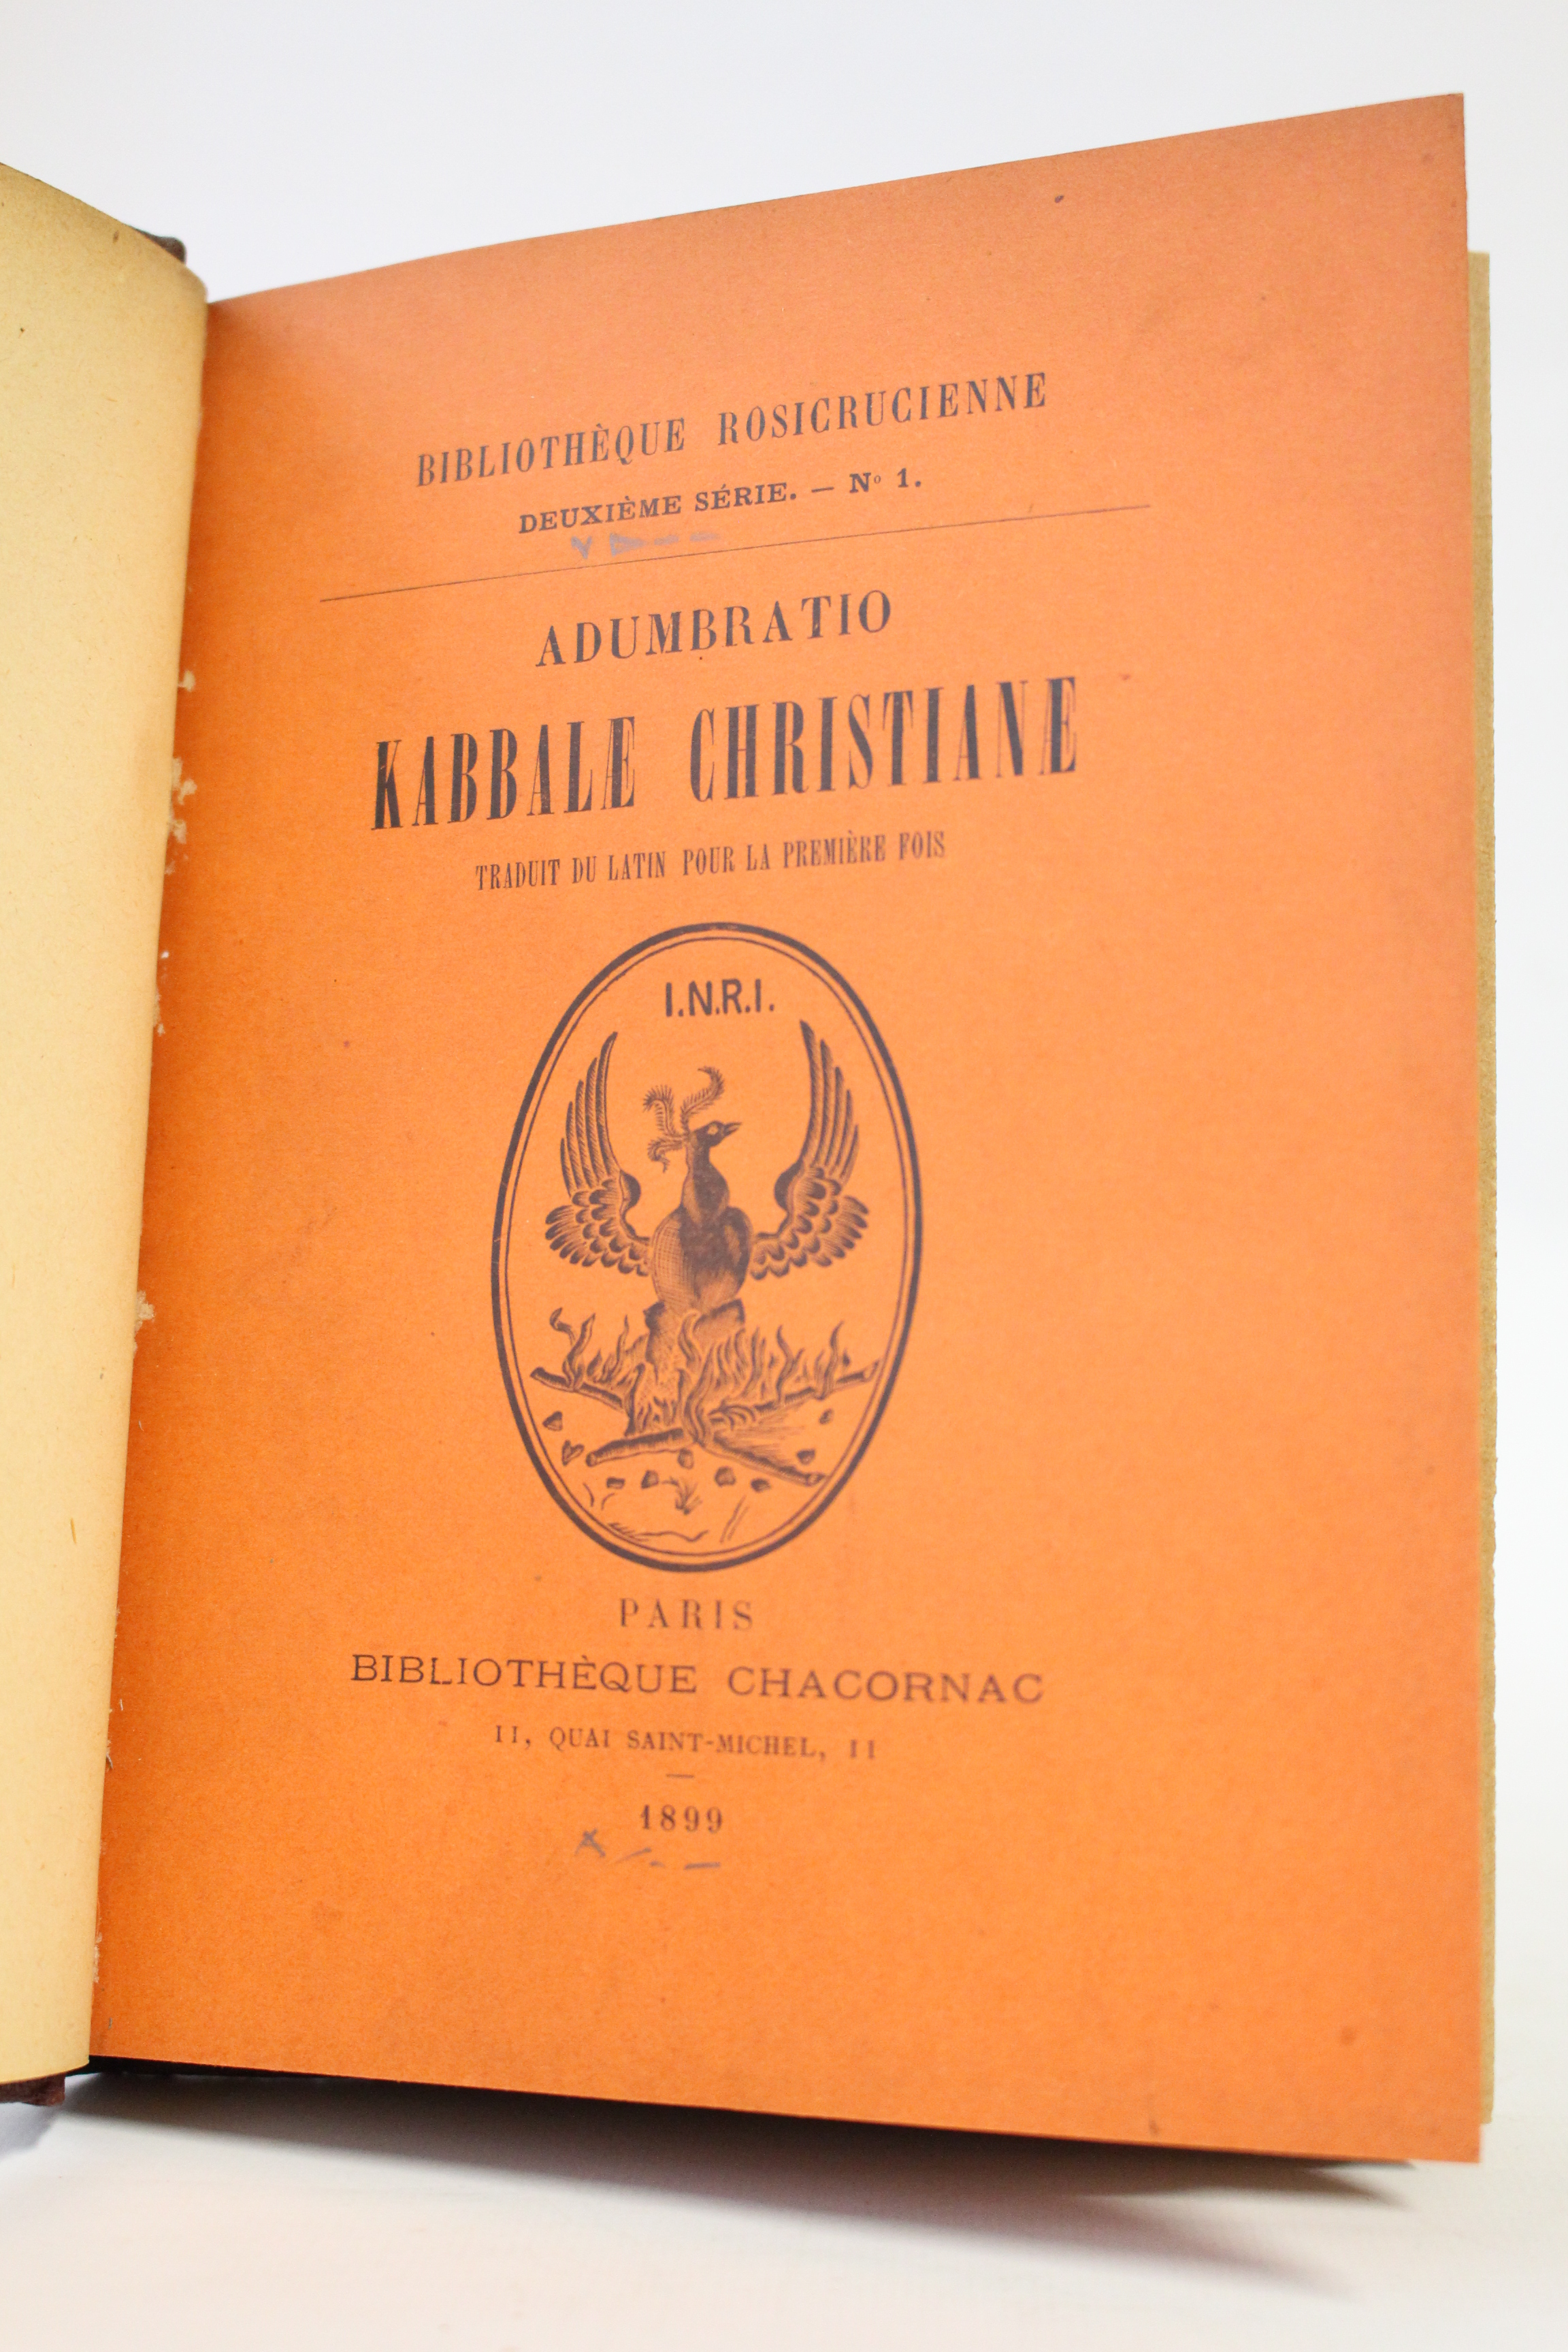 BIBLIOTHÈQUE ROSICRUCIENNE
DEUXIÈME SÉRIE. — No 1.
ADUMBRATIO
KABBALÆ CHRISTIANÆ
TRADUIT DU LATIN POUR LA PREMIÈRE FOIS
I.N.R.I.
PARIS
BIBLIOTHÈQUE CHACORNAC
11, QUAI SAINT-MICHEL, 11
1899